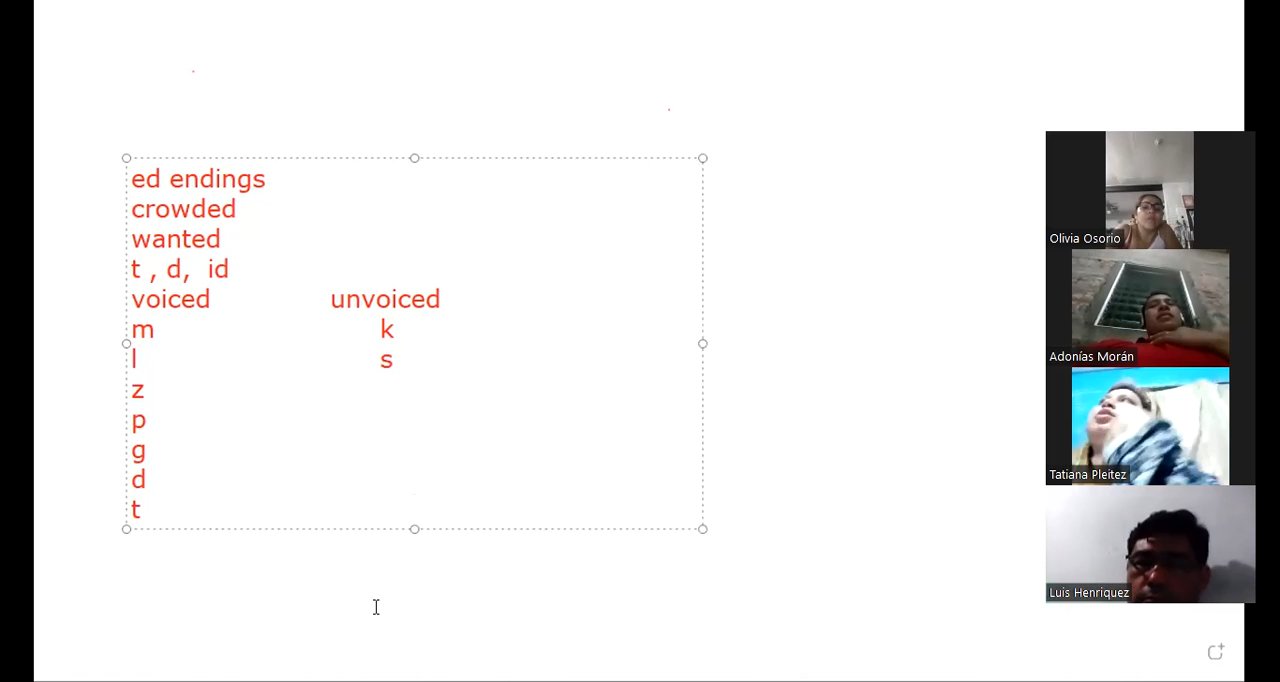 ed endings
crowded
wanted
t , d, id
voiced unvoiced
m k
l s
z
p
g
d
t
Olivia Osorio
Adonías Morán
Tatiana Pleitez
Luis Henriquez